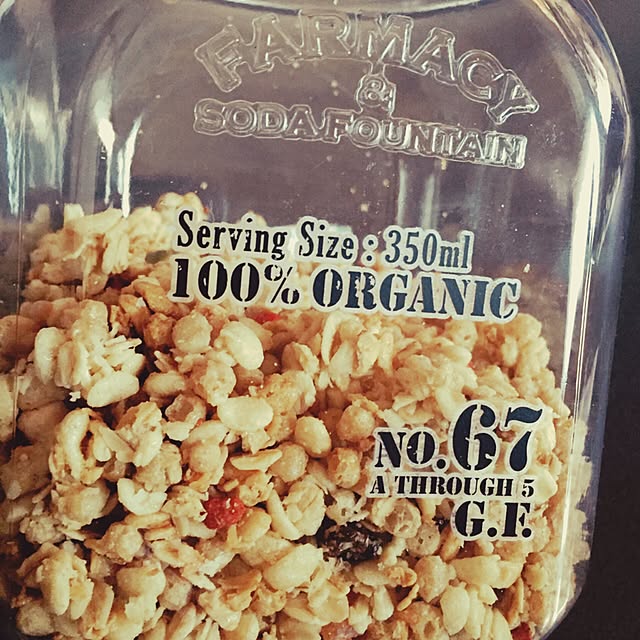 FARMACY
&
SODA FOUNTAIN
Serving Size : 350ml
100% ORGANIC
NO. 67
A THROUGH 5
G.F.